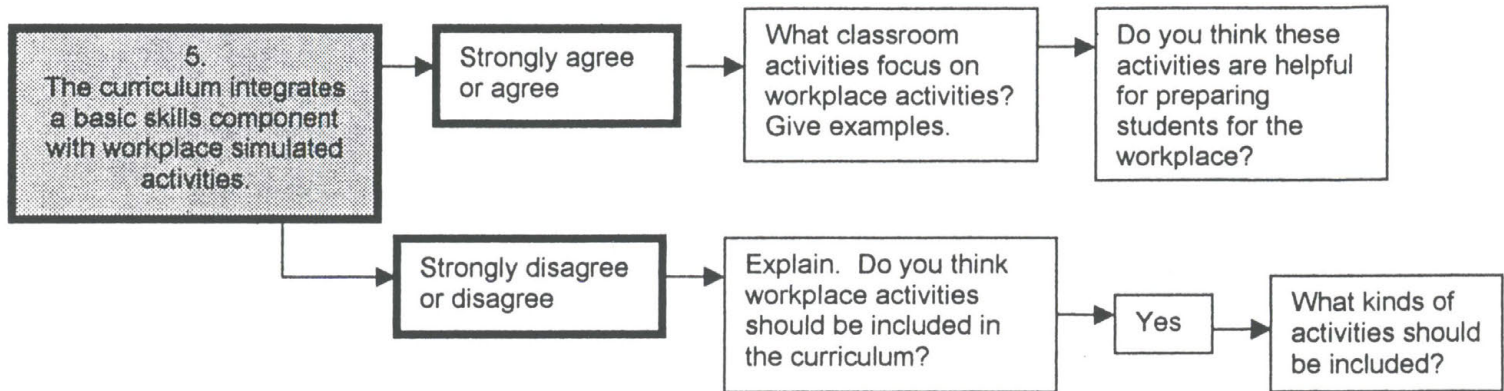 5.
The curriculum integrates
a basic skills component
with workplace simulated
activities.
Strongly agree
or agree
What classroom
activities focus on
workplace activities?
Give examples.
Do you think these
activities are helpful
for preparing
students for the
workplace?
Strongly disagree
or disagree
Explain.  Do you think
workplace activities
should be included in
the curriculum?
Yes
What kinds of
activities should
be included?